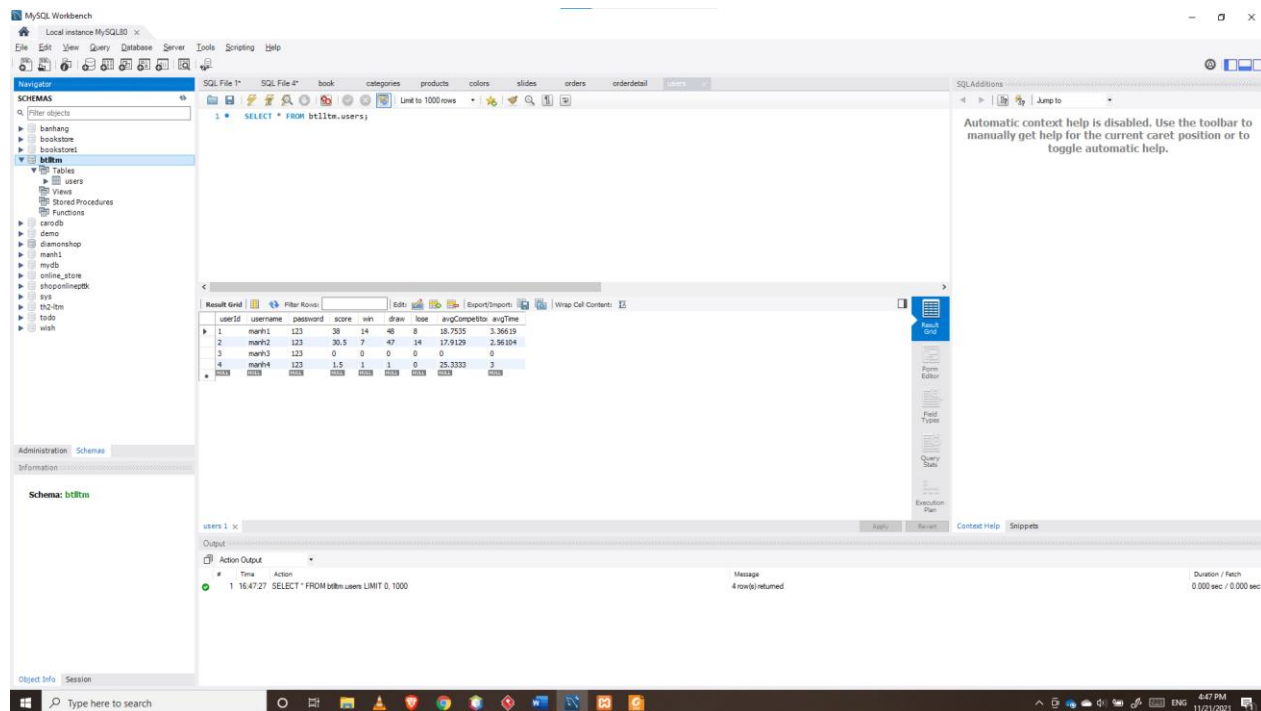 MySQL Workbench
Local instance MySQL80 ×
File Edit View Query Database Server Tools Scripting Help
Navigator
SCHEMAS
Filter objects
banhang
bookstore
bookstore1
btlltm
Tables
users
Views
Stored Procedures
Functions
carodb
demo
diamonshop
manh1
mydb
online_store
shoponlinepttk
sys
th2-ltm
todo
wish
Administration Schemas
Information
Schema: btlltm
Object Info Session
SQL File 1* SQL File 4* book categories products colors slides orders orderdetail users ×
Limit to 1000 rows
1 SELECT * FROM btlltm.users;
Result Grid Filter Rows: Edit: Export/Import: Wrap Cell Content:
userId username password score win draw lose avgCompetitor avgTime
1 manh1 123 38 14 48 8 18.7535 3.36619
2 manh2 123 30.5 7 47 14 17.9129 2.56104
3 manh3 123 0 0 0 0 0 0
4 manh4 123 1.5 1 1 0 25.3333 3
NULL NULL NULL NULL NULL NULL NULL NULL NULL
Result
Grid
Form
Editor
Field
Types
Query
Stats
Execution
Plan
users 1 × Apply Revert
Output
Action Output
# Time Action Message Duration / Fetch
1 16:47:27 SELECT * FROM btlltm.users LIMIT 0, 1000 4 row(s) returned 0.000 sec / 0.000 sec
SQLAdditions
Jump to
Automatic context help is disabled. Use the toolbar to
manually get help for the current caret position or to
toggle automatic help.
Context Help Snippets
Type here to search
ENG
4:47 PM
11/21/2021